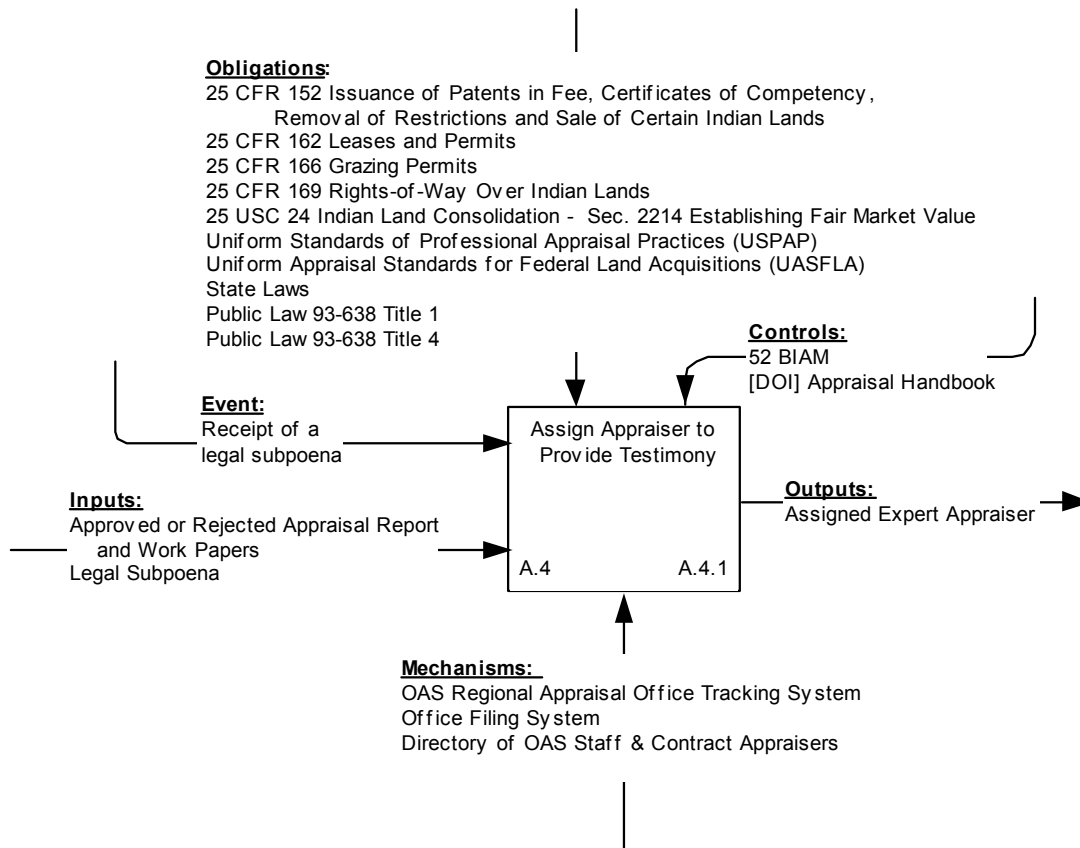 Obligations:
25 CFR 152 Issuance of Patents in Fee, Certificates of Competency,
Removal of Restrictions and Sale of Certain Indian Lands
25 CFR 162 Leases and Permits
25 CFR 166 Grazing Permits
25 CFR 169 Rights-of-Way Over Indian Lands
25 USC 24 Indian Land Consolidation - Sec. 2214 Establishing Fair Market Value
Uniform Standards of Professional Appraisal Practices (USPAP)
Uniform Appraisal Standards for Federal Land Acquisitions (UASFLA)
State Laws
Public Law 93-638 Title 1
Public Law 93-638 Title 4
Controls:
52 BIAM
[DOI] Appraisal Handbook
Event:
Receipt of a
legal subpoena
Assign Appraiser to
Provide Testimony
A.4
A.4.1
Inputs:
Approved or Rejected Appraisal Report
and Work Papers
Legal Subpoena
Outputs:
Assigned Expert Appraiser
Mechanisms:
OAS Regional Appraisal Office Tracking System
Office Filing System
Directory of OAS Staff & Contract Appraisers